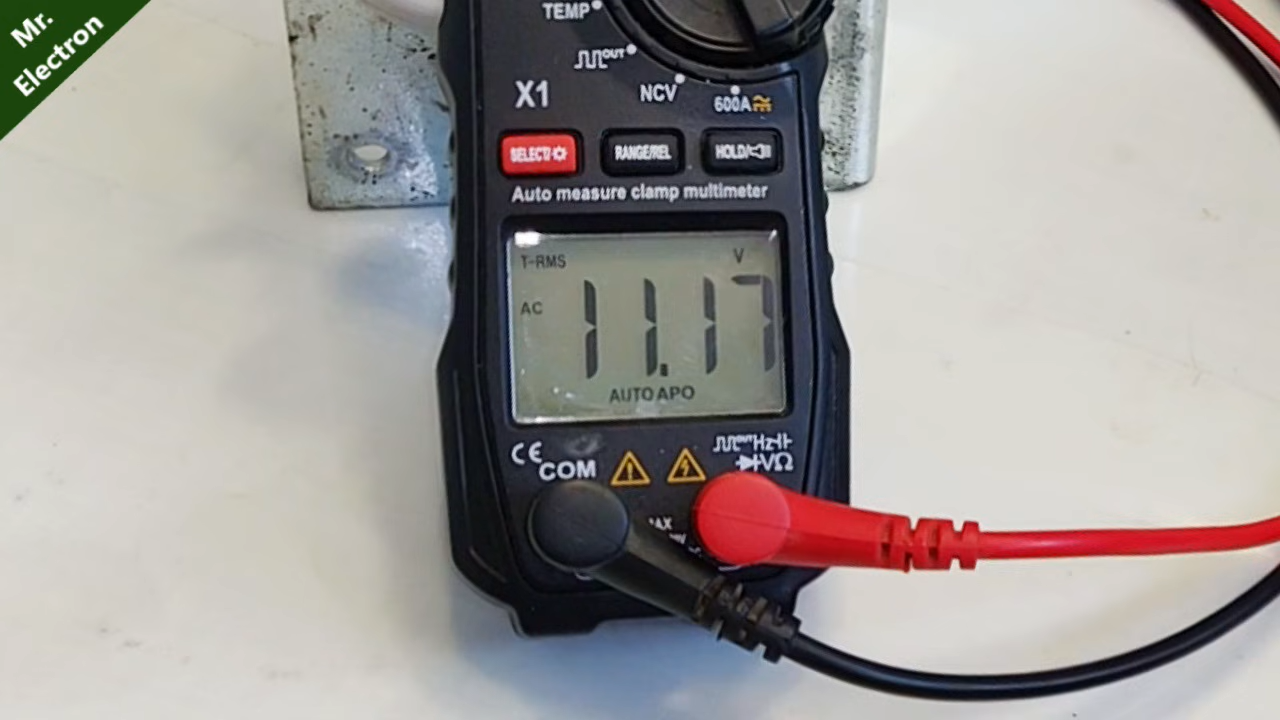 Mr.
Electron
TEMP
OUT
NCV
600A
X1
SELECT/
RANGE/REL
HOLD/
Auto measure clamp multimeter
T-RMS
V
AC
11.17
AUTO APO
CE
COM
OUT Hz
VΩ